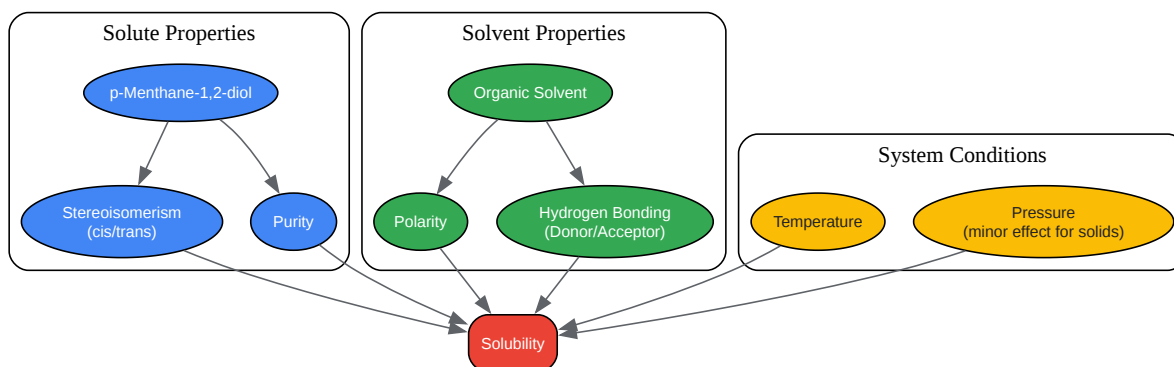 Solute Properties
p-Menthane-1,2-diol
Stereoisomerism
(cis/trans)
Purity
Solvent Properties
Organic Solvent
Polarity
Hydrogen Bonding
(Donor/Acceptor)
System Conditions
Temperature
Pressure
(minor effect for solids)
Solubility